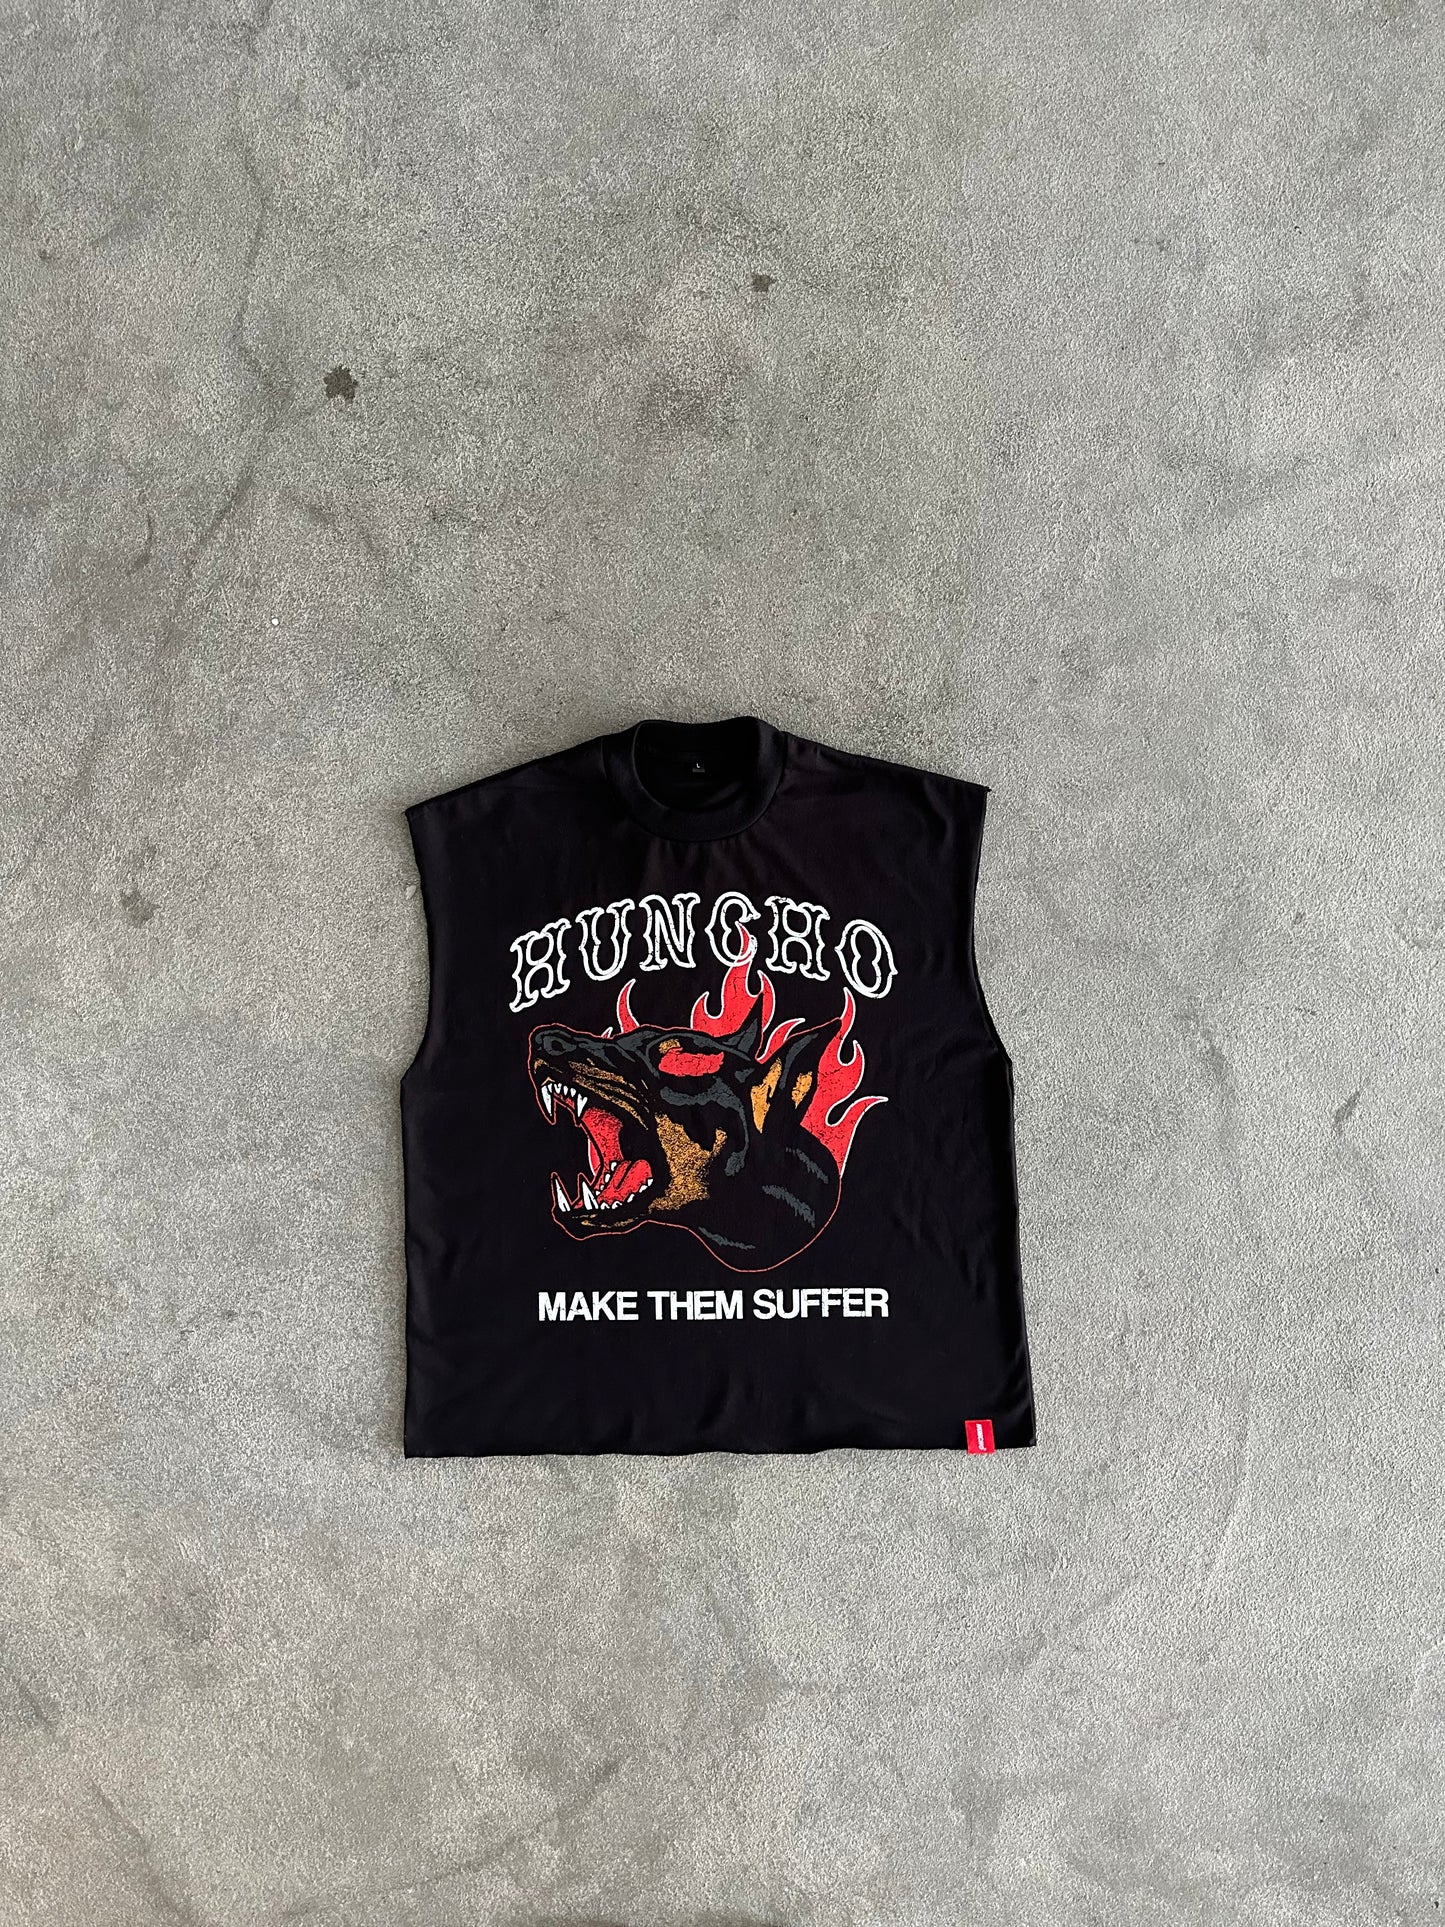 L
HUNCHO
MAKE THEM SUFFER